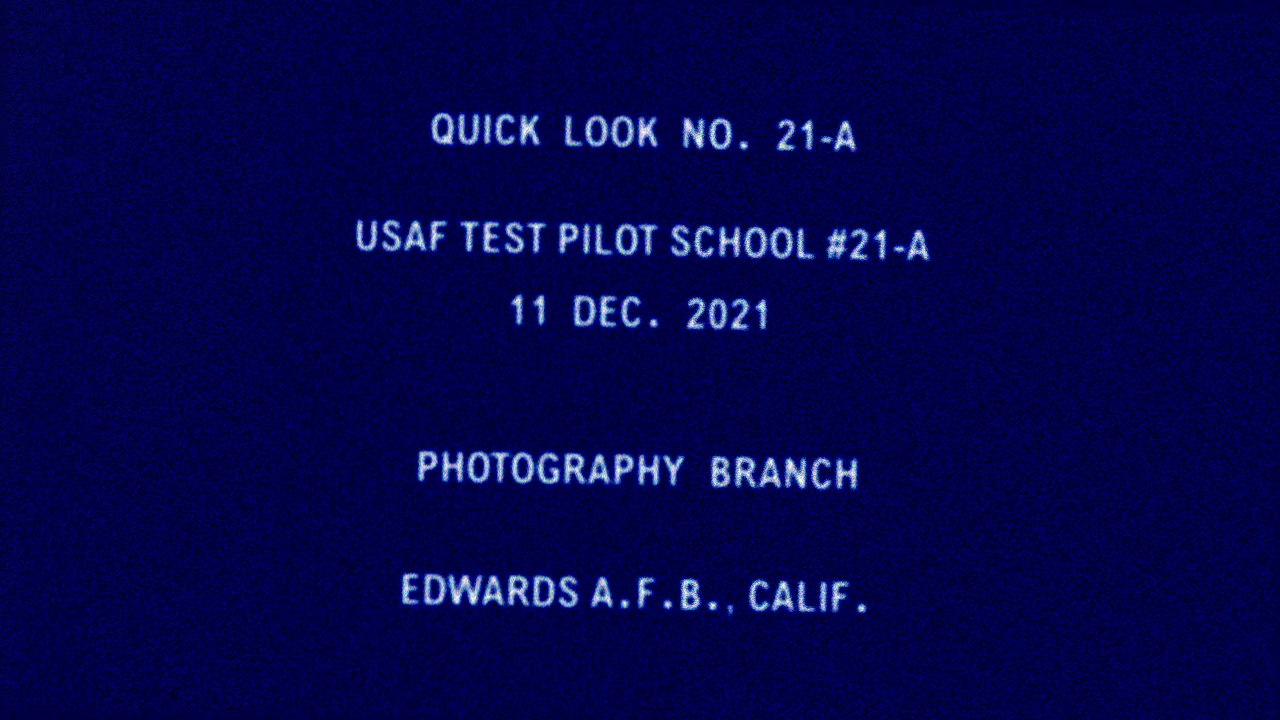 QUICK LOOK NO. 21-A
USAF TEST PILOT SCHOOL #21-A
11 DEC. 2021
PHOTOGRAPHY BRANCH
EDWARDS A.F.B., CALIF.